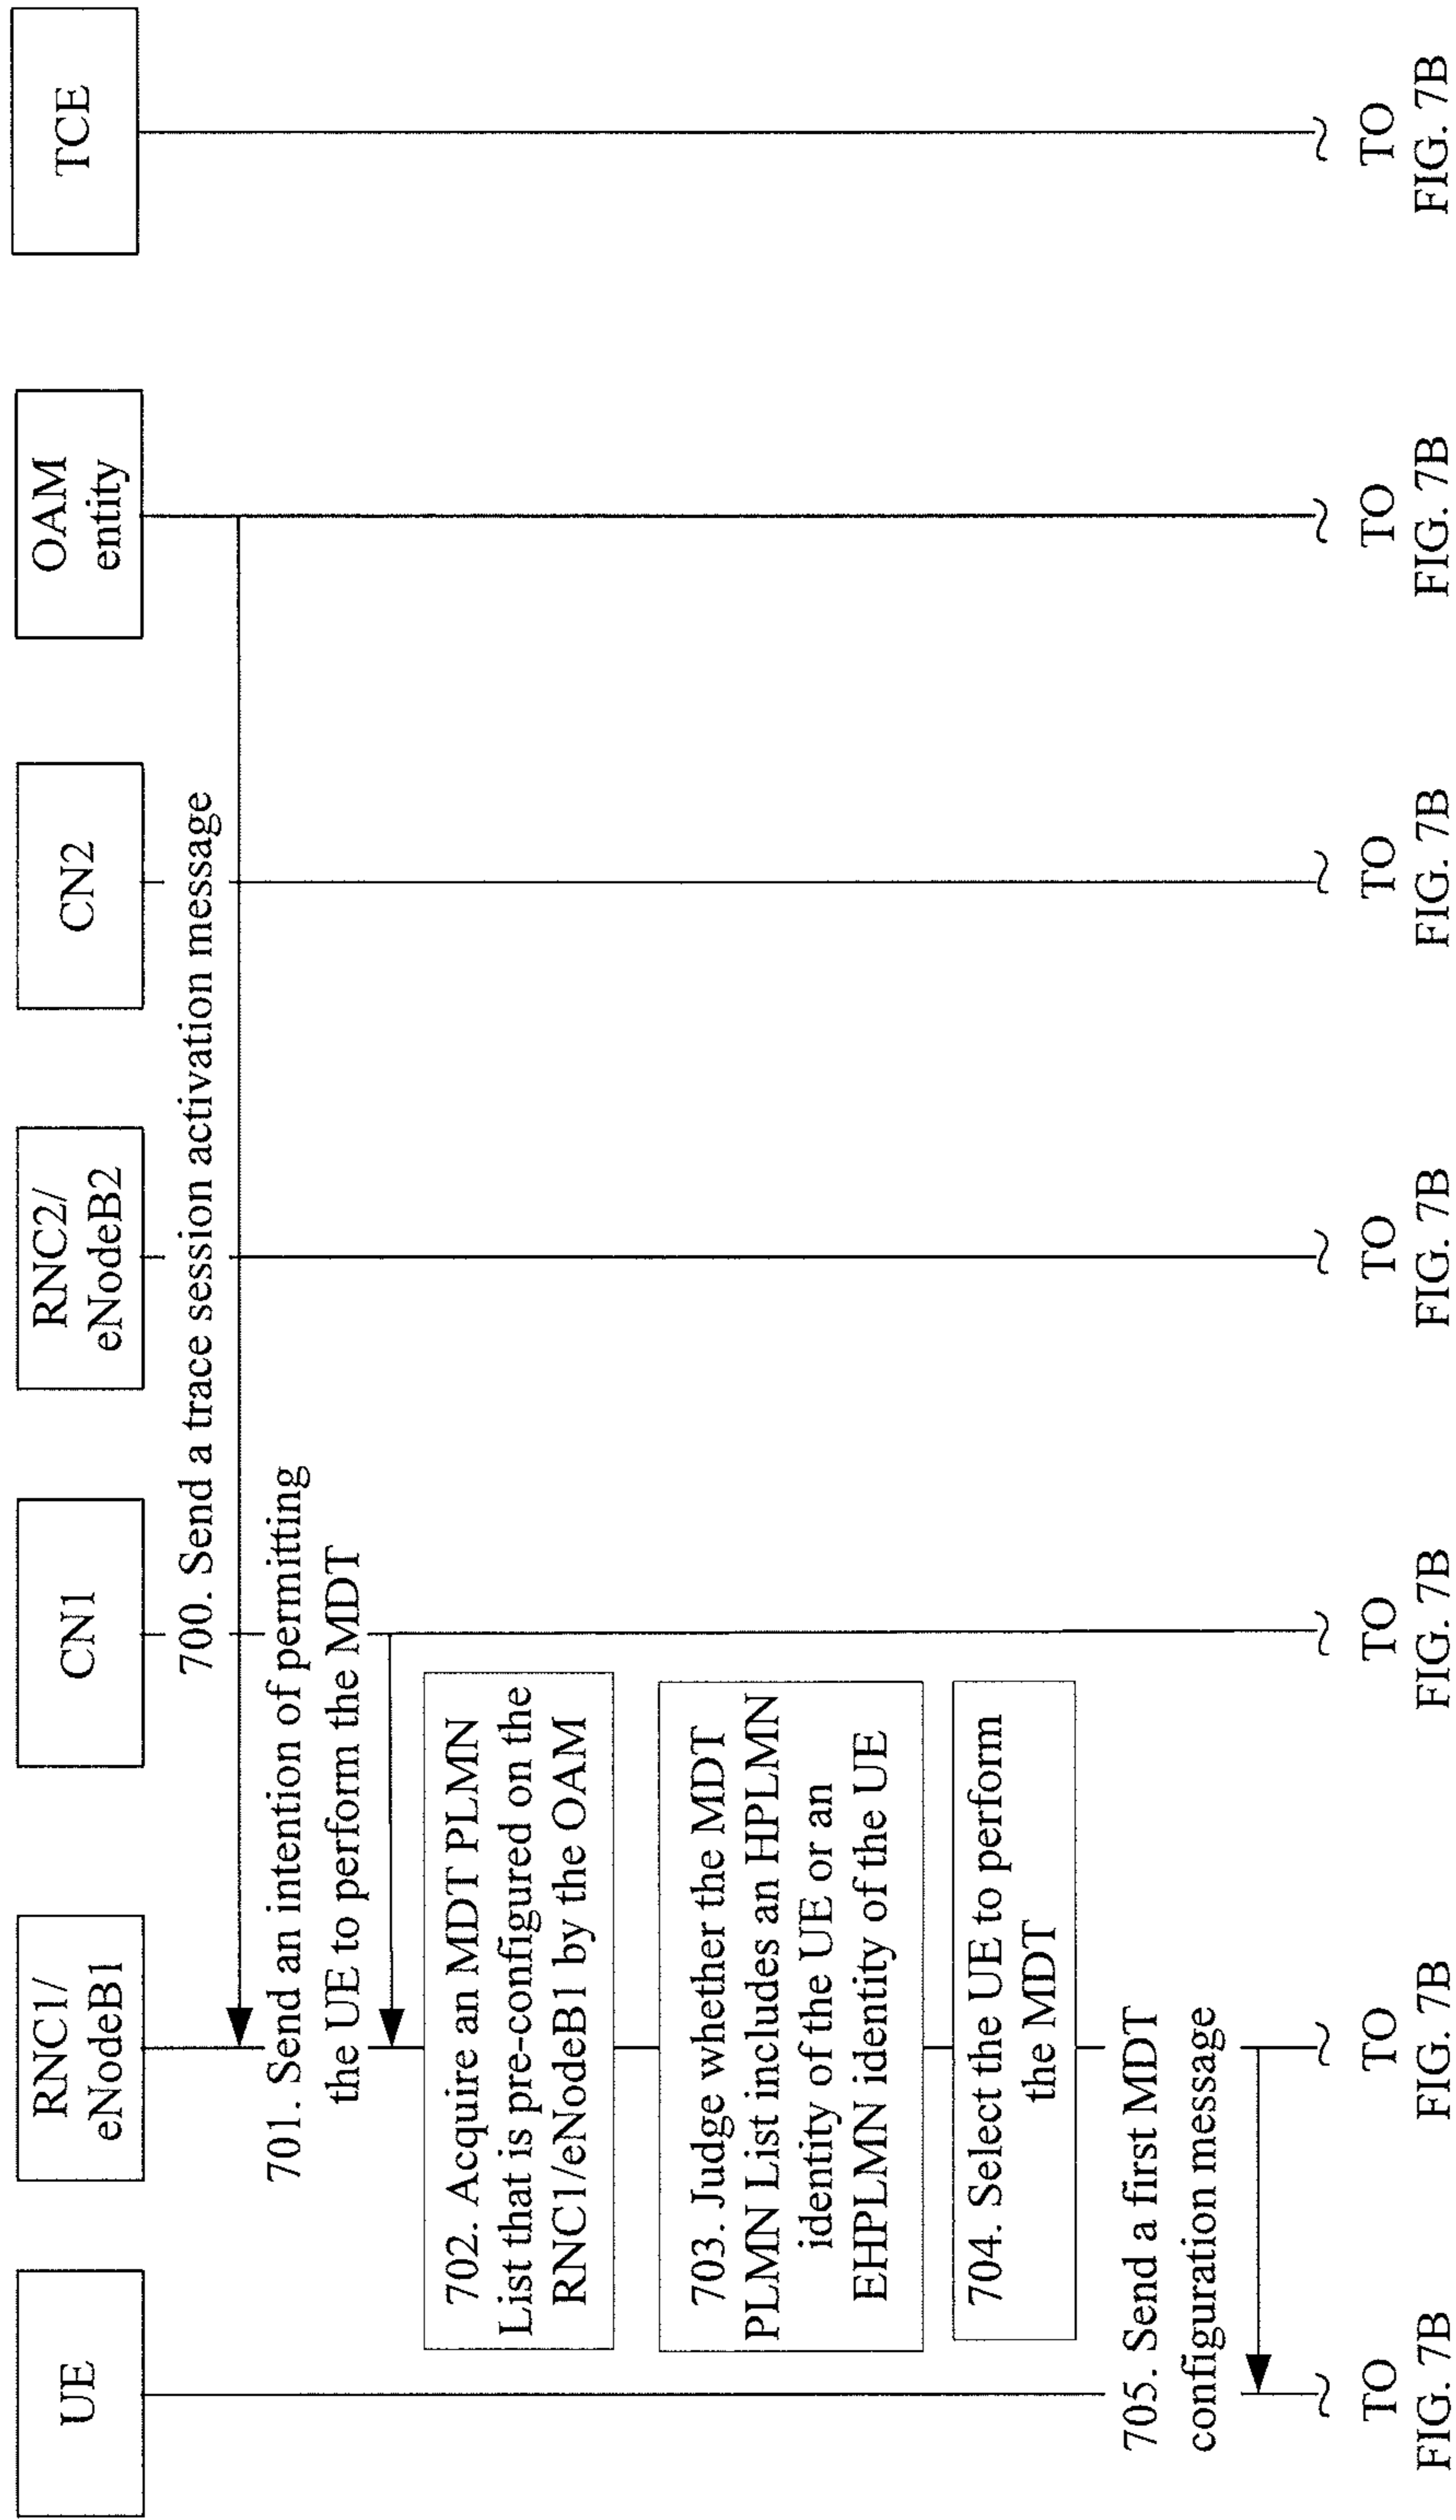 UE
RNC1/
eNodeB1
CN1
RNC2/
eNodeB2
CN2
OAM
entity
TCE
700. Send a trace session activation message
701. Send an intention of permitting
the UE to perform the MDT
702. Acquire an MDT PLMN
List that is pre-configured on the
RNC1/eNodeB1 by the OAM
703. Judge whether the MDT
PLMN List includes an HPLMN
identity of the UE or an
EHPLMN identity of the UE
704. Select the UE to perform
the MDT
705. Send a first MDT
configuration message
TO
FIG. 7B
TO
FIG. 7B
TO
FIG. 7B
TO
FIG. 7B
TO
FIG. 7B
TO
FIG. 7B
TO
FIG. 7B